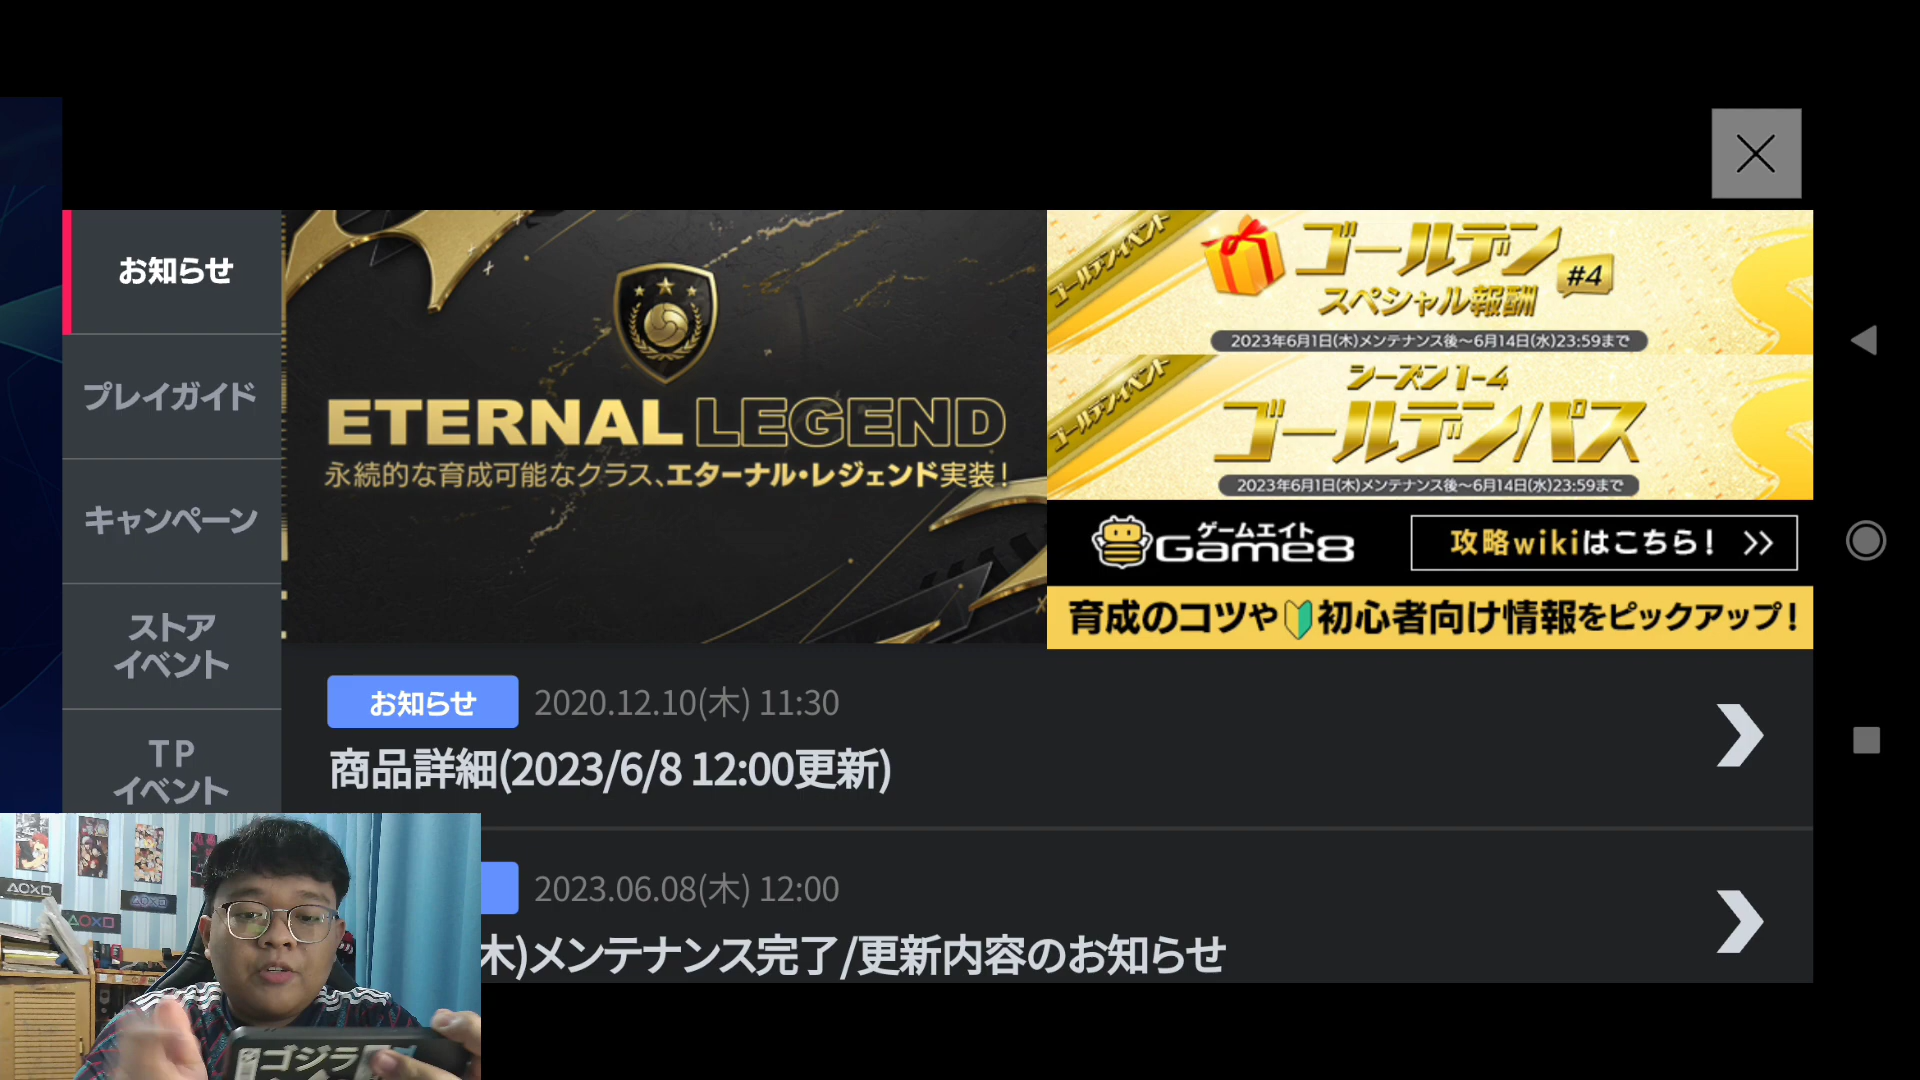 お知らせ
プレイガイド
キャンペーン
ストア
イベント
TP
イベント
ETERNAL LEGEND
永続的な育成可能なクラス、エターナル・レジェンド実装！
ゴールデンイベント
ゴールデン
#4
スペシャル報酬
2023年6月1日(木)メンテナンス後～6月14日(水)23:59まで
ゴールデンイベント
シーズン1-4
ゴールデンパス
2023年6月1日(木)メンテナンス後～6月14日(水)23:59まで
ゲームエイト
Game8
攻略wikiはこちら！
育成のコツや初心者向け情報をピックアップ！
お知らせ
2020.12.10(木) 11:30
商品詳細(2023/6/8 12:00更新)
2023.06.08(木) 12:00
木)メンテナンス完了/更新内容のお知らせ
ゴジラ